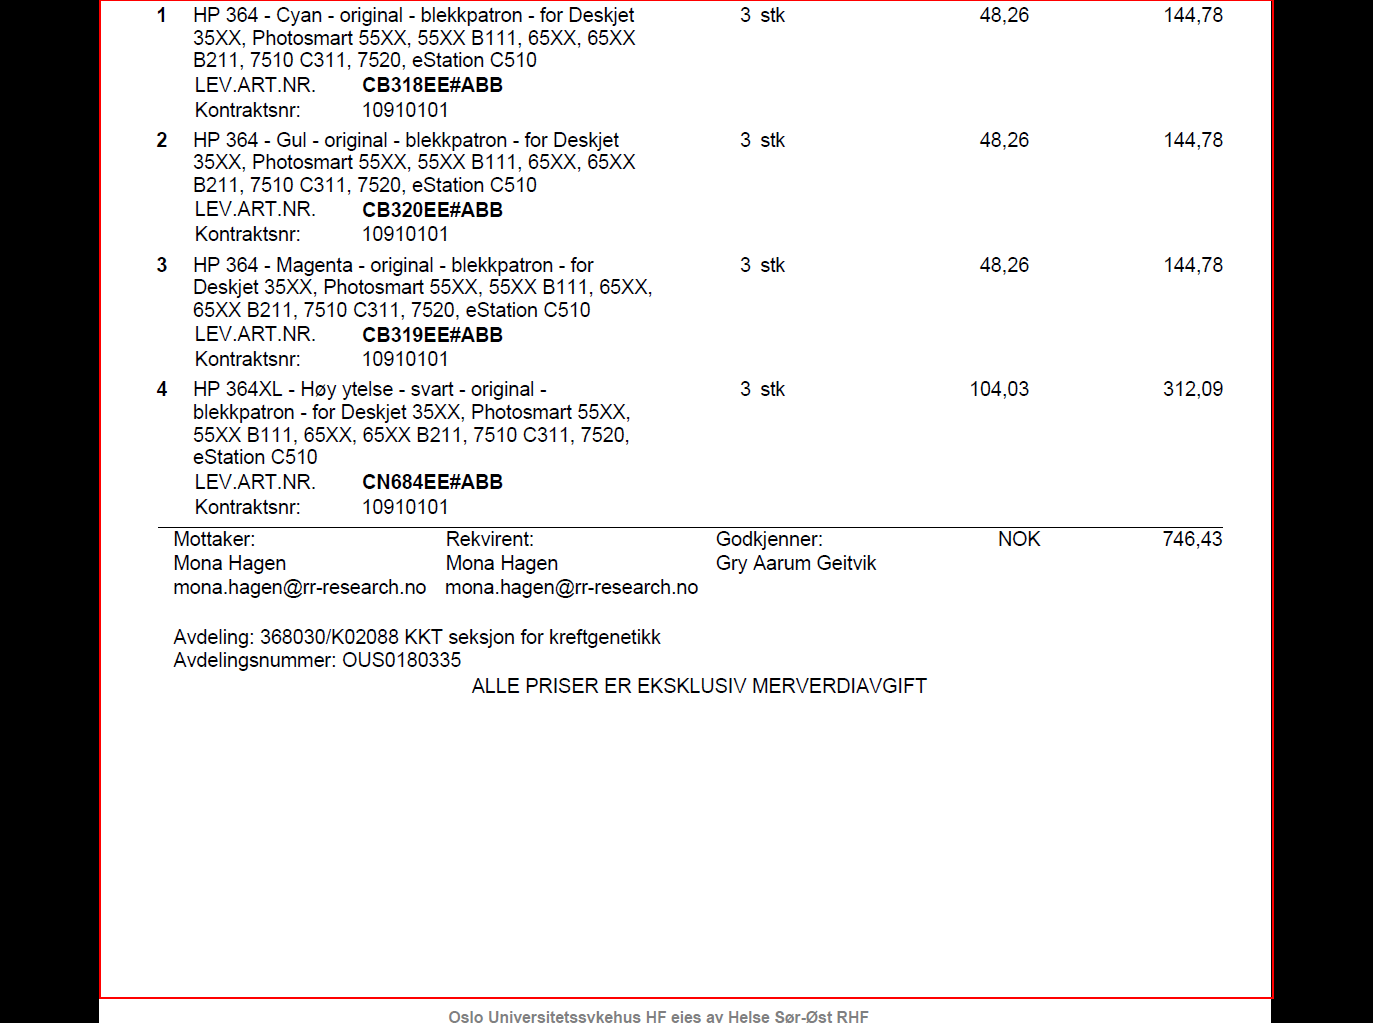 1 HP 364 - Cyan - original - blekkpatron - for Deskjet 3 stk 48,26 144,78
35XX, Photosmart 55XX, 55XX B111, 65XX, 65XX
B211, 7510 C311, 7520, eStation C510
LEV.ART.NR. CB318EE#ABB
Kontraktsnr: 10910101
2 HP 364 - Gul - original - blekkpatron - for Deskjet 3 stk 48,26 144,78
35XX, Photosmart 55XX, 55XX B111, 65XX, 65XX
B211, 7510 C311, 7520, eStation C510
LEV.ART.NR. CB320EE#ABB
Kontraktsnr: 10910101
3 HP 364 - Magenta - original - blekkpatron - for 3 stk 48,26 144,78
Deskjet 35XX, Photosmart 55XX, 55XX B111, 65XX,
65XX B211, 7510 C311, 7520, eStation C510
LEV.ART.NR. CB319EE#ABB
Kontraktsnr: 10910101
4 HP 364XL - Høy ytelse - svart - original - 3 stk 104,03 312,09
blekkpatron - for Deskjet 35XX, Photosmart 55XX,
55XX B111, 65XX, 65XX B211, 7510 C311, 7520,
eStation C510
LEV.ART.NR. CN684EE#ABB
Kontraktsnr: 10910101
Mottaker: Rekvirent: Godkjenner: NOK 746,43
Mona Hagen Mona Hagen Gry Aarum Geitvik
mona.hagen@rr-research.no mona.hagen@rr-research.no
Avdeling: 368030/K02088 KKT seksjon for kreftgenetikk
Avdelingsnummer: OUS0180335
ALLE PRISER ER EKSKLUSIV MERVERDIAVGIFT
Oslo Universitetssykehus HF eies av Helse Sør-Øst RHF